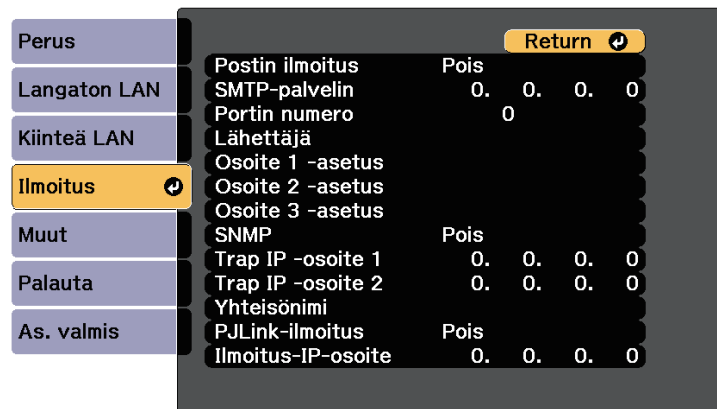 Perus
Langaton LAN
Kiinteä LAN
Ilmoitus
Muut
Palauta
As. valmis
Return
Postin ilmoitus Pois
SMTP-palvelin 0. 0. 0. 0
Portin numero 0
Lähettäjä
Osoite 1 -asetus
Osoite 2 -asetus
Osoite 3 -asetus
SNMP Pois
Trap IP -osoite 1 0. 0. 0. 0
Trap IP -osoite 2 0. 0. 0. 0
Yhteisönimi
PJLink-ilmoitus Pois
Ilmoitus-IP-osoite 0. 0. 0. 0